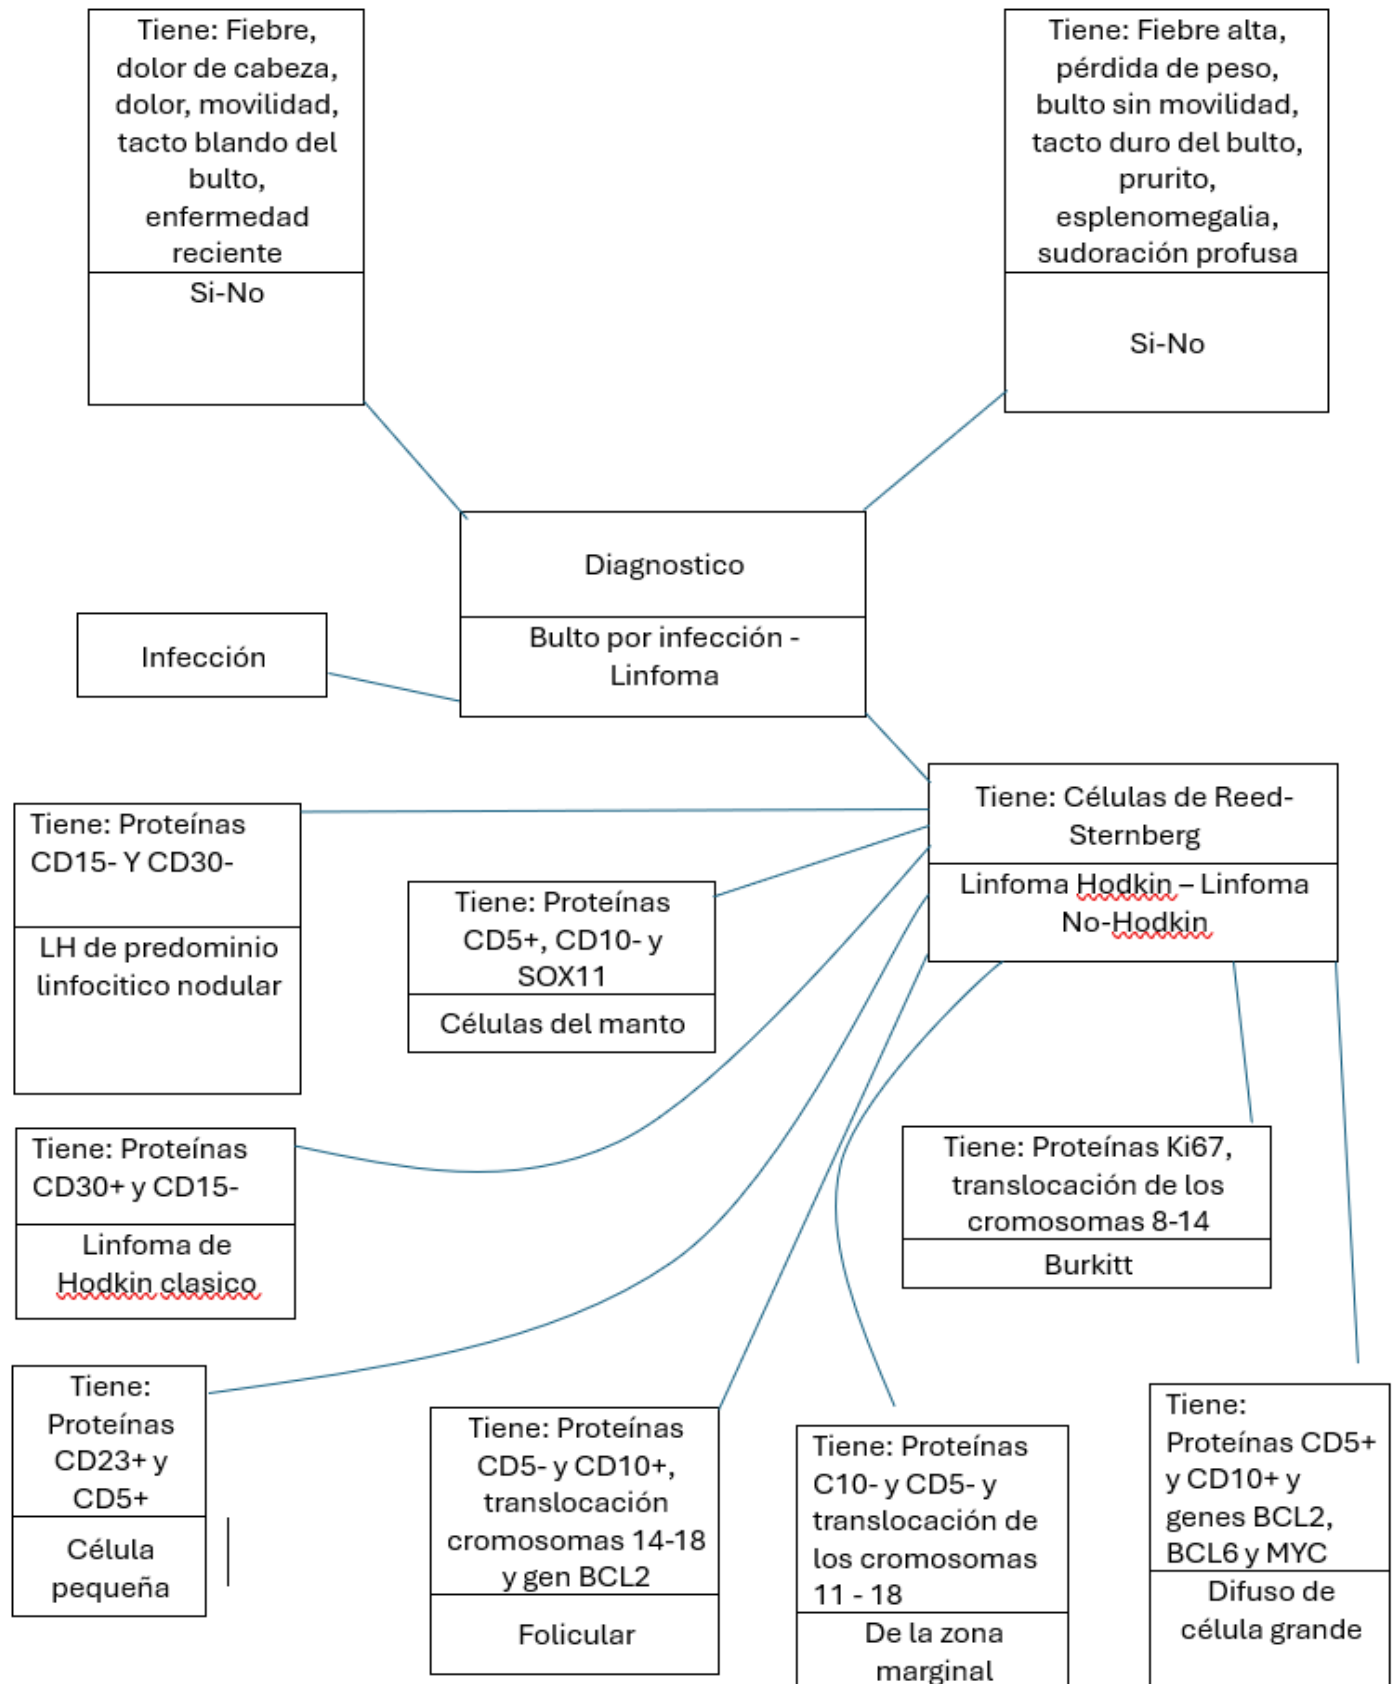 Tiene: Fiebre,
dolor de cabeza,
dolor, movilidad,
tacto blando del
bulto,
enfermedad
reciente
Si-No
Tiene: Fiebre alta,
pérdida de peso,
bulto sin movilidad,
tacto duro del bulto,
prurito,
esplenomegalia,
sudoración profusa
Si-No
Diagnostico
Bulto por infección -
Linfoma
Infección
Tiene: Células de Reed-
Sternberg
Linfoma Hodkin – Linfoma
No-Hodkin
Tiene: Proteínas
CD15- Y CD30-
LH de predominio
linfocitico nodular
Tiene: Proteínas
CD5+, CD10- y
SOX11
Células del manto
Tiene: Proteínas
CD30+ y CD15-
Linfoma de
Hodkin clasico
Tiene: Proteínas Ki67,
translocación de los
cromosomas 8-14
Burkitt
Tiene:
Proteínas
CD23+ y
CD5+
Célula
pequeña
Tiene: Proteínas
CD5- y CD10+,
translocación
cromosomas 14-18
y gen BCL2
Folicular
Tiene: Proteínas
C10- y CD5- y
translocación de
los cromosomas
11 - 18
De la zona
marginal
Tiene:
Proteínas CD5+
y CD10+ y
genes BCL2,
BCL6 y MYC
Difuso de
célula grande